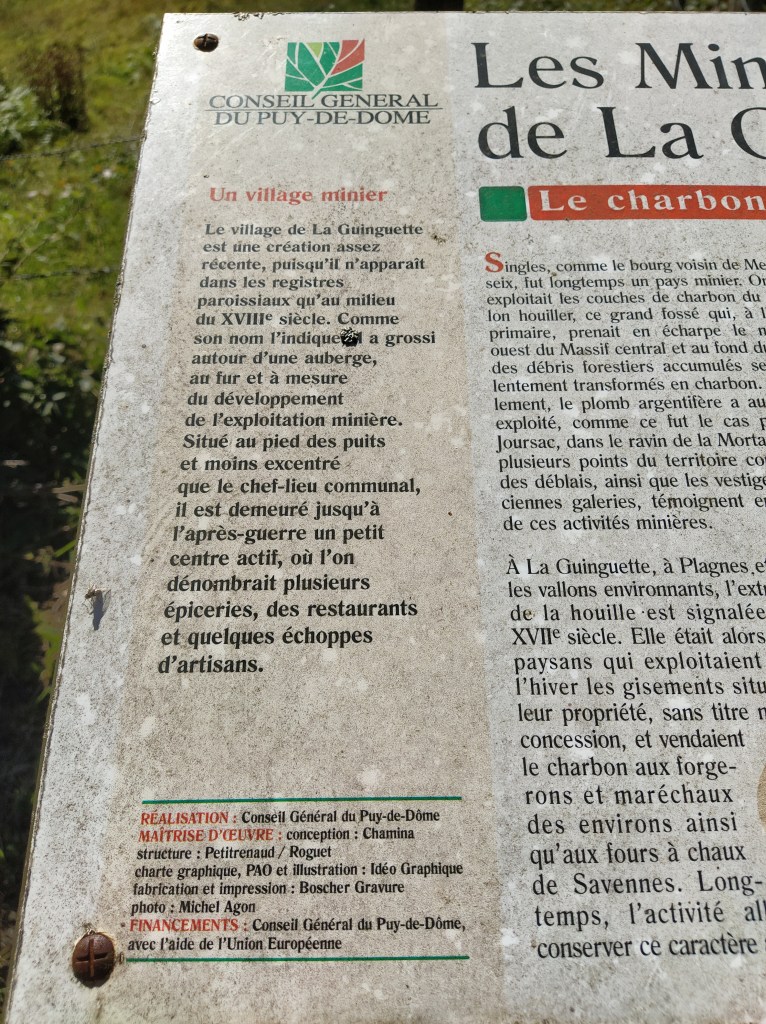 CONSEIL GENERAL
DU PUY-DE-DOME
Un village minier
Le village de La Guinguette
est une création assez
récente, puisqu'il n'apparaît
dans les registres
paroissiaux qu'au milieu
du XVIIIe siècle. Comme
son nom l'indique a grossi
autour d'une auberge,
au fur et à mesure
du développement
de l'exploitation minière.
Situé au pied des puits
et moins excentré
que le chef-lieu communal,
il est demeuré jusqu'à
l'après-guerre un petit
centre actif, où l'on
dénombrait plusieurs
épiceries, des restaurants
et quelques échoppes
d'artisans.
RÉALISATION : Conseil Général du Puy-de-Dôme
MAÎTRISE D'ŒUVRE : conception : Chamina
structure : Petitrenaud / Roguet
charte graphique, PAO et illustration : Idéo Graphique
fabrication et impression : Boscher Gravure
photo : Michel Agon
FINANCEMENTS : Conseil Général du Puy-de-Dôme,
avec l'aide de l'Union Européenne
Les Min
de La
Le charbon
Singles, comme le bourg voisin de Me
seix, fut longtemps un pays minier. On
exploitait les couches de charbon du
lon houiller, ce grand fossé qui, à l
primaire, prenait en écharpe le n
ouest du Massif central et au fond du
des débris forestiers accumulés se
lentement transformés en charbon.
lement, le plomb argentifère a au
exploité, comme ce fut le cas p
Joursac, dans le ravin de la Morta
plusieurs points du territoire co
des déblais, ainsi que les vestige
ciennes galeries, témoignent e
de ces activités minières.
À La Guinguette, à Plagnes et
les vallons environnants, l'extr
de la houille est signalée
XVIIe siècle. Elle était alors
paysans qui exploitaient
l'hiver les gisements situ
leur propriété, sans titre
concession, et vendaient
le charbon aux forge-
rons et maréchaux
des environs ainsi
qu'aux fours à chaux
de Savennes. Long-
temps, l'activité all
conserver ce caractère